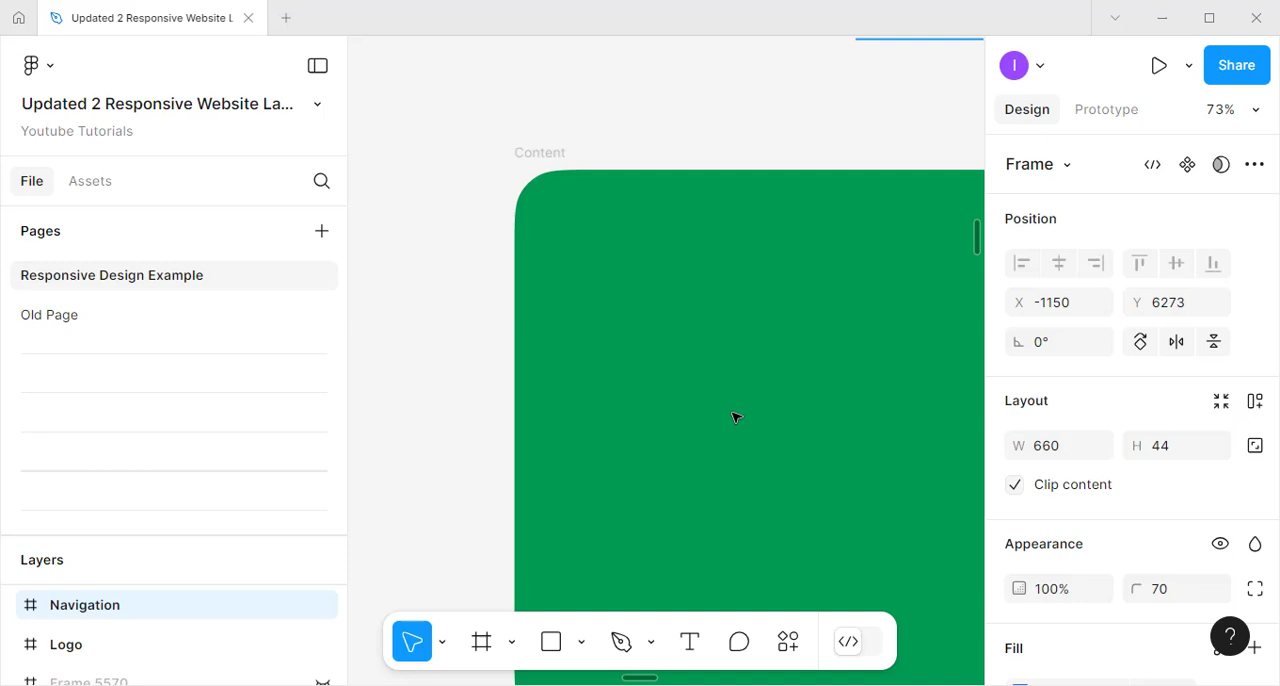 Updated 2 Responsive Website L
Updated 2 Responsive Website La...
Youtube Tutorials
File
Assets
Pages
Responsive Design Example
Old Page
Layers
Navigation
Logo
Frame 5570
Content
I
Share
Design
Prototype
73%
Frame
Position
X -1150
Y 6273
0°
Layout
W 660
H 44
Clip content
Appearance
100%
70
Fill
?